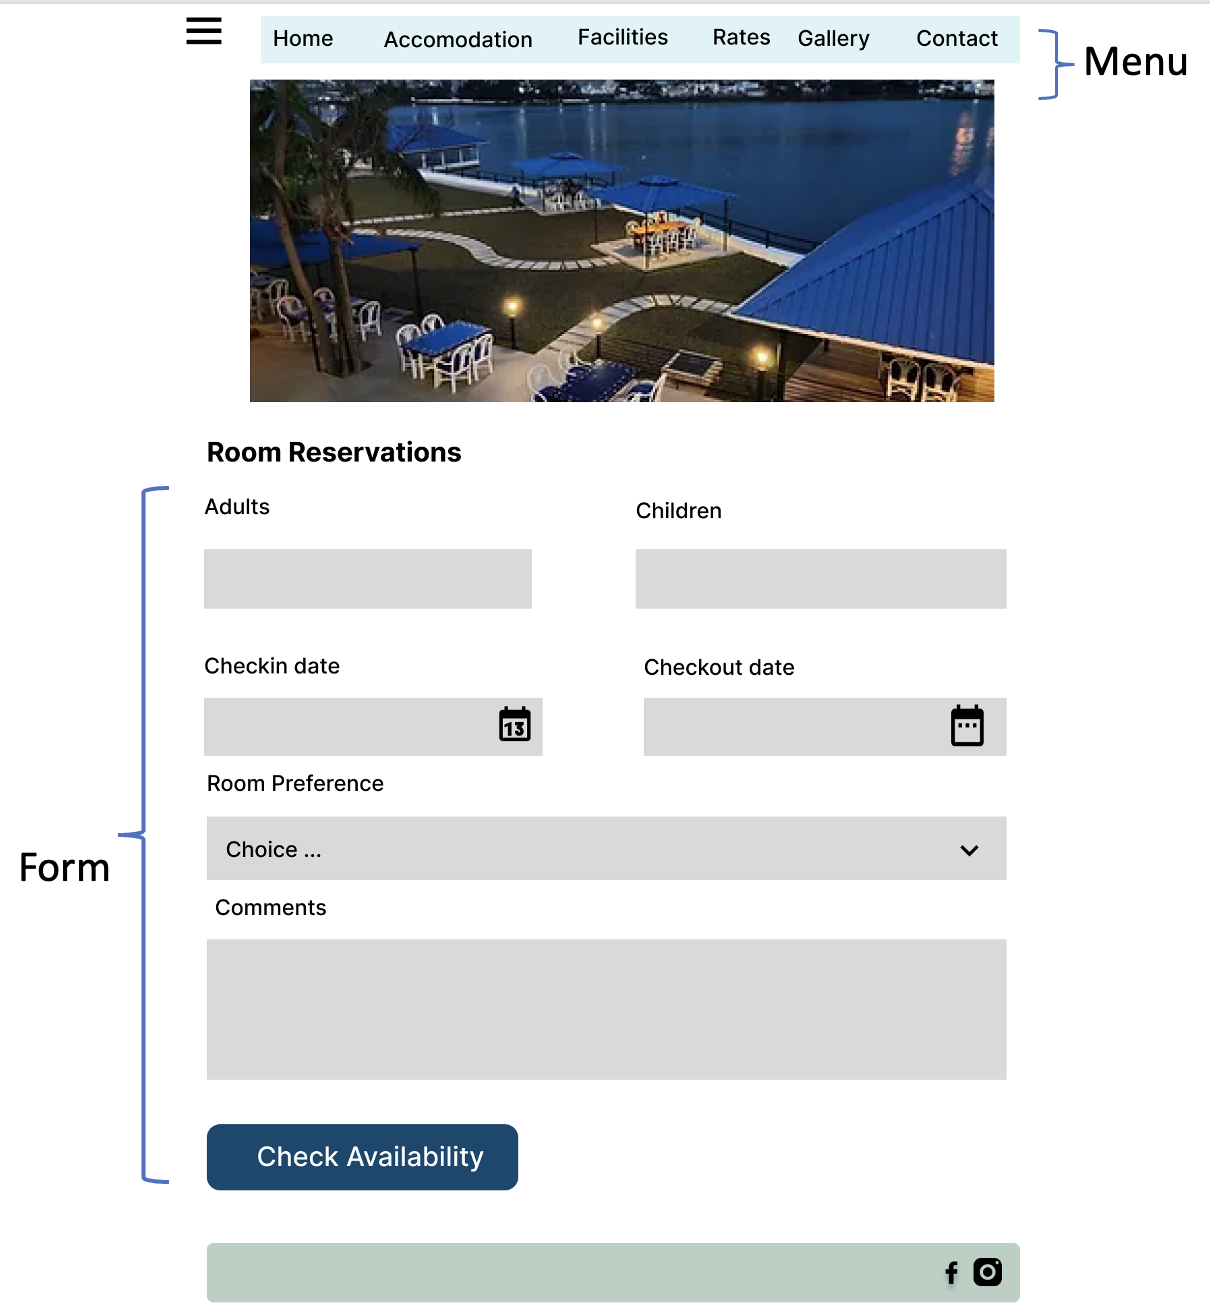 Home Accomodation Facilities Rates Gallery Contact
Menu
Room Reservations
Adults Children
Checkin date Checkout date
13
Room Preference
Choice ...
Form
Comments
Check Availability
f